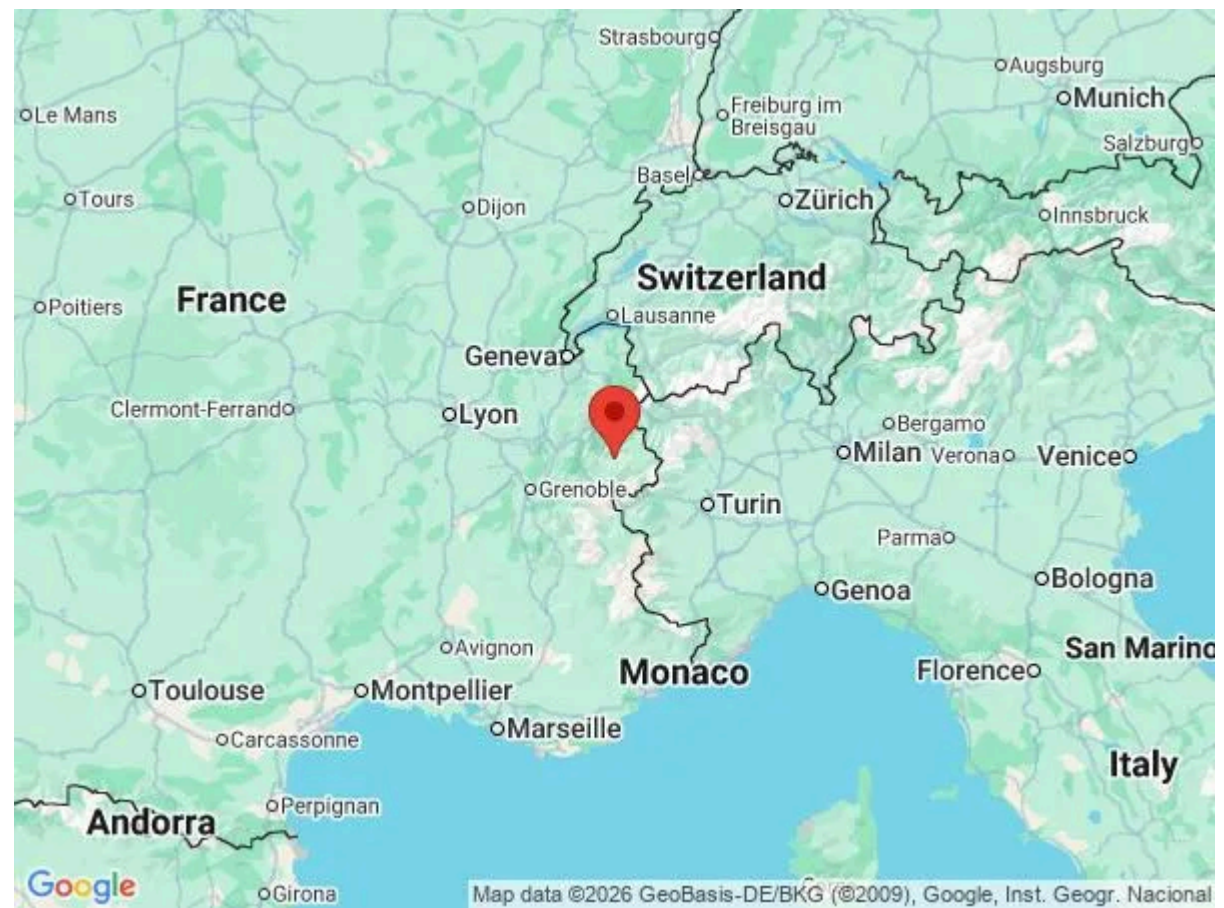 Strasbourg
Augsburg
Munich
Le Mans
Freiburg im
Breisgau
Salzburg
Basel
Tours
Zürich
Dijon
Innsbruck
Switzerland
France
Poitiers
Lausanne
Geneva
Clermont-Ferrand
Lyon
Bergamo
Milan
Verona
Venice
Grenoble
Turin
Parma
Bologna
Genoa
Avignon
San Marino
Monaco
Florence
Toulouse
Montpellier
Marseille
Carcassonne
Italy
Perpignan
Andorra
Google
Girona
Map data ©2026 GeoBasis-DE/BKG (©2009), Google, Inst. Geogr. Nacional